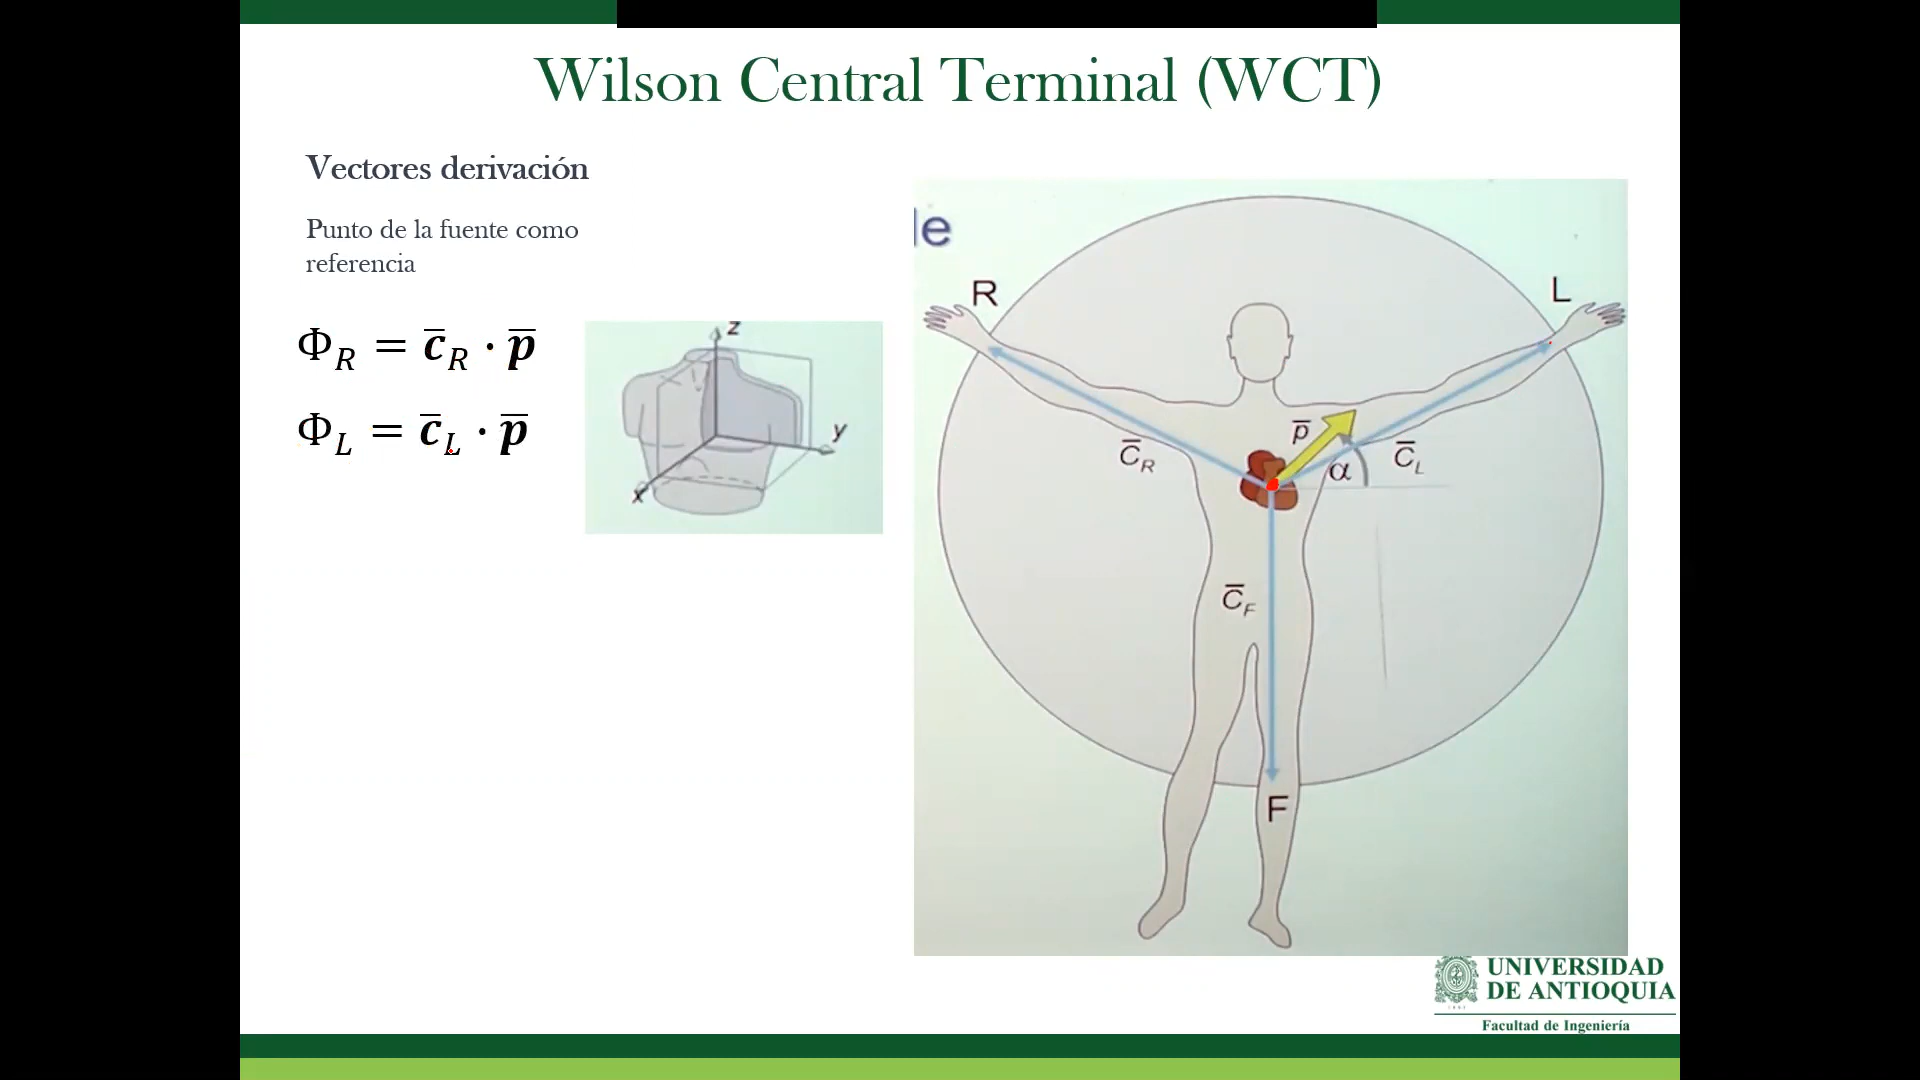 Wilson Central Terminal (WCT)
Vectores derivación
Punto de la fuente como
referencia
Φ_R = c̅_R · p̅
Φ_L = c̅_L · p̅
z
y
x
le
R
L
p̅
C̅_R
α
C̅_L
C̅_F
F
UNIVERSIDAD
DE ANTIOQUIA
Facultad de Ingeniería